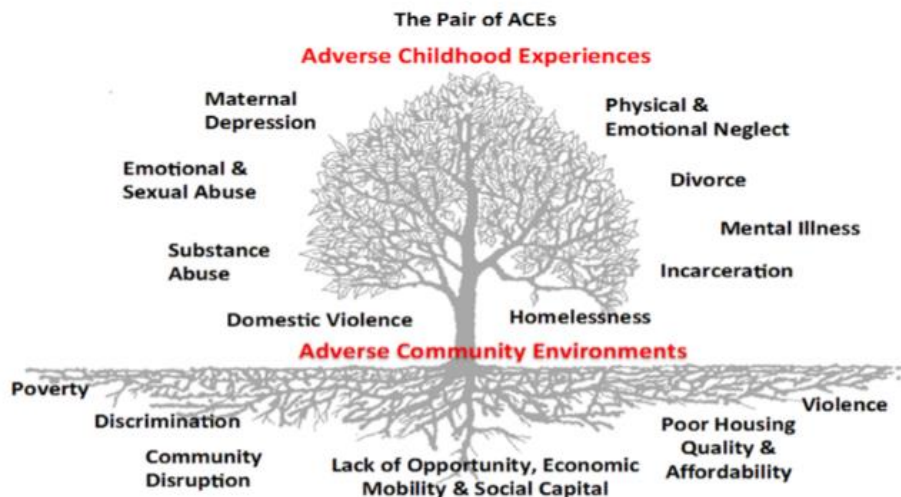 The Pair of ACEs
Adverse Childhood Experiences
Maternal
Depression
Physical &
Emotional Neglect
Emotional &
Sexual Abuse
Divorce
Mental Illness
Substance
Abuse
Incarceration
Domestic Violence
Homelessness
Adverse Community Environments
Poverty
Violence
Discrimination
Poor Housing
Quality &
Affordability
Community
Disruption
Lack of Opportunity, Economic
Mobility & Social Capital